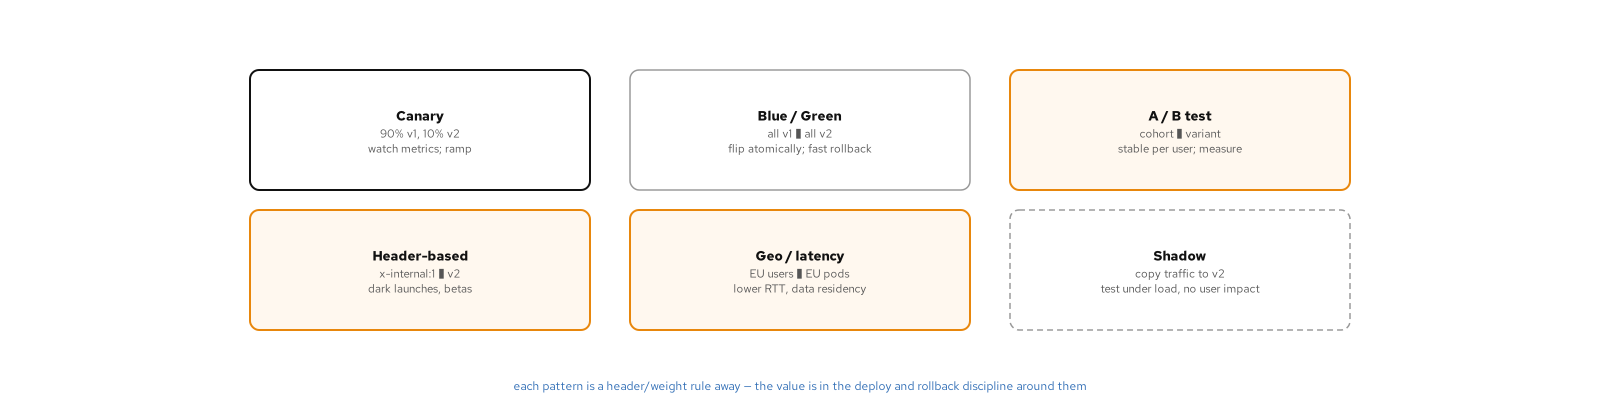 Canary
90% v1, 10% v2
watch metrics; ramp
Blue / Green
all v1 ▮ all v2
flip atomically; fast rollback
A / B test
cohort ▮ variant
stable per user; measure
Header-based
x-internal:1 ▮ v2
dark launches, betas
Geo / latency
EU users ▮ EU pods
lower RTT, data residency
Shadow
copy traffic to v2
test under load, no user impact
each pattern is a header/weight rule away — the value is in the deploy and rollback discipline around them